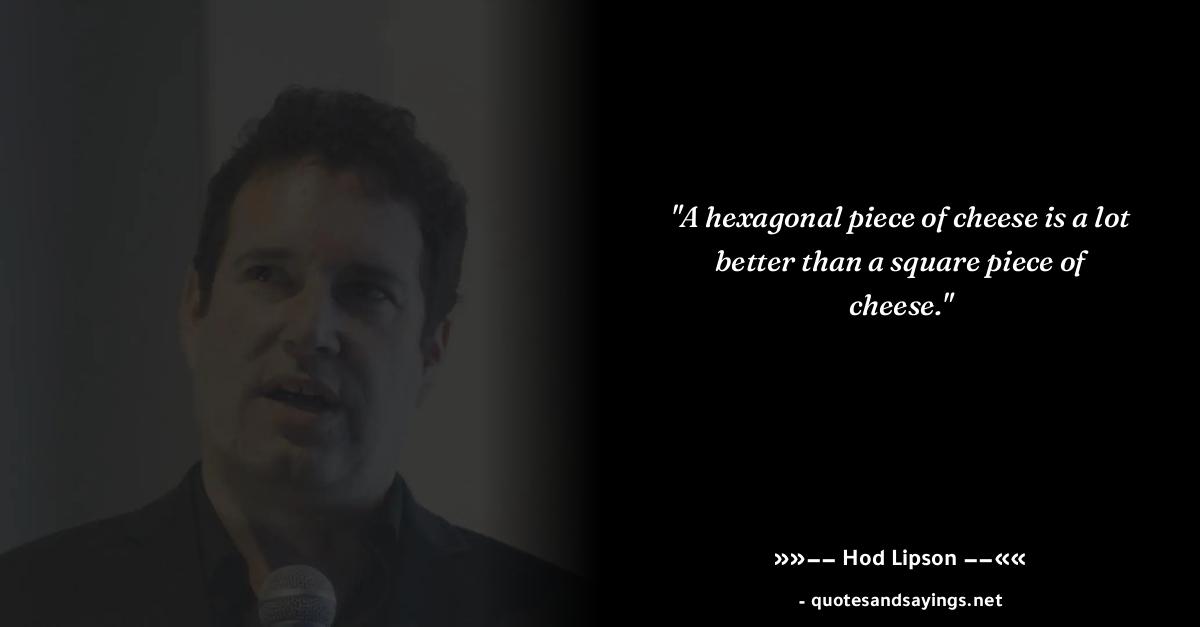 "A hexagonal piece of cheese is a lot
better than a square piece of
cheese."
»»–– Hod Lipson ––««
- quotesandsayings.net